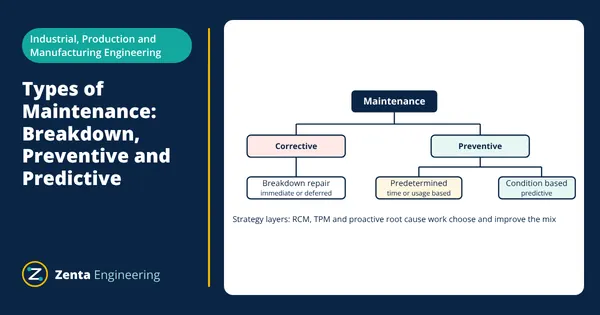 Industrial, Production and
Manufacturing Engineering
Types of
Maintenance:
Breakdown,
Preventive and
Predictive
Zenta Engineering
Maintenance
Corrective
Preventive
Breakdown repair
immediate or deferred
Predetermined
time or usage based
Condition based
predictive
Strategy layers: RCM, TPM and proactive root cause work choose and improve the mix